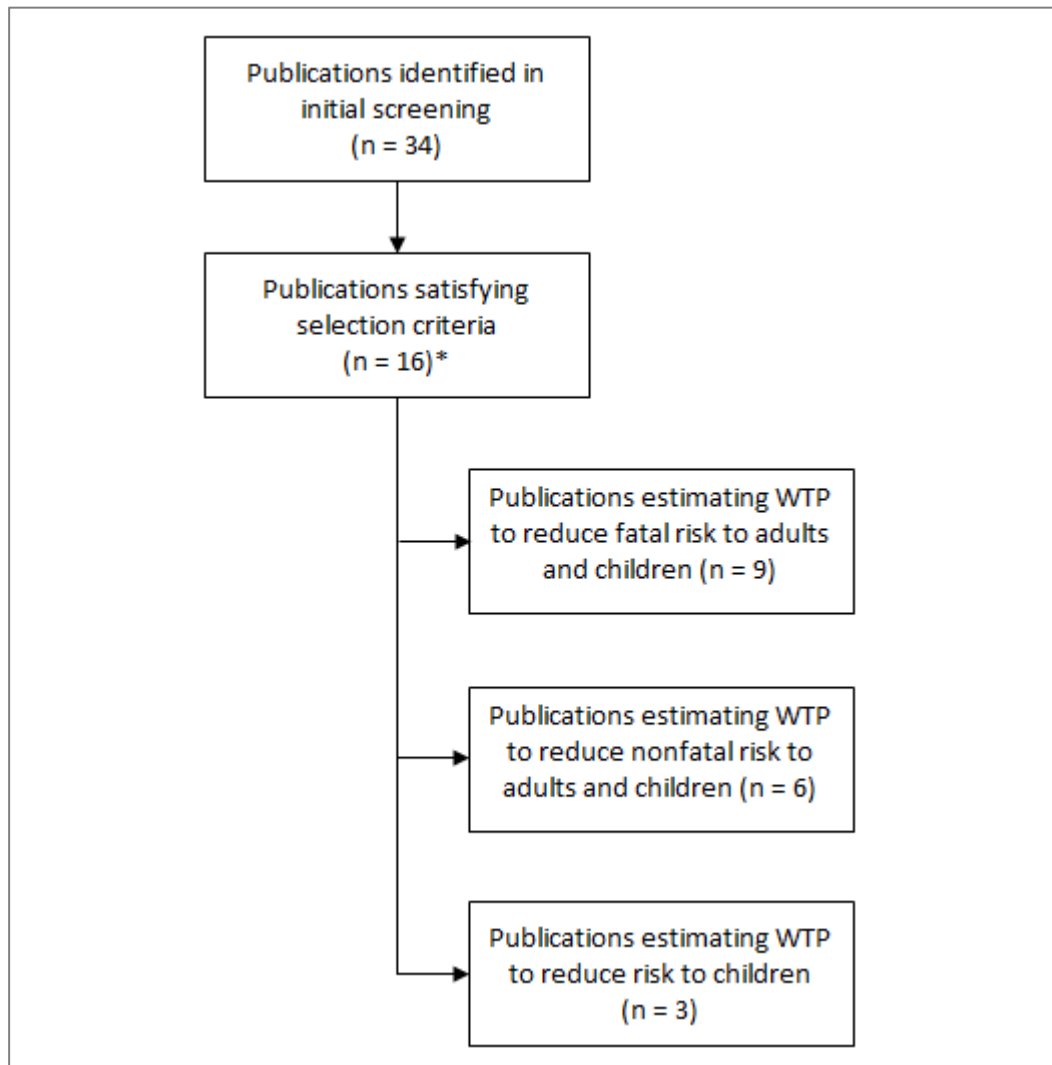 Publications identified in
initial screening
(n = 34)
Publications satisfying
selection criteria
(n = 16)*
Publications estimating WTP
to reduce fatal risk to adults
and children (n = 9)
Publications estimating WTP
to reduce nonfatal risk to
adults and children (n = 6)
Publications estimating WTP
to reduce risk to children
(n = 3)